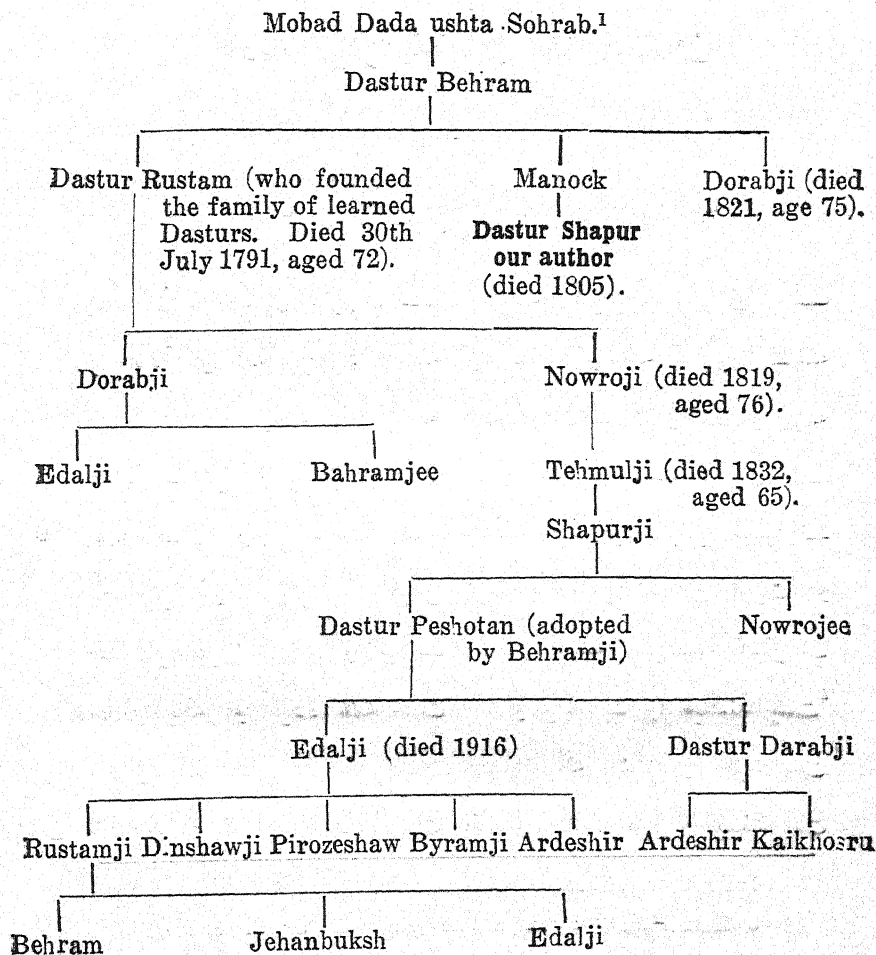 Mobad Dada ushta Sohrab.¹
Dastur Behram
Dastur Rustam (who founded
the family of learned
Dasturs. Died 30th
July 1791, aged 72).
Manock
Dastur Shapur
our author
(died 1805).
Dorabji (died
1821, age 75).
Dorabji
Nowroji (died 1819,
aged 76).
Edalji
Bahramjee
Tehmulji (died 1832,
aged 65).
Shapurji
Dastur Peshotan (adopted
by Behramji)
Nowrojee
Edalji (died 1916)
Dastur Darabji
Rustamji D.nshawji Pirozeshaw Byramji Ardeshir Ardeshir Kaikhosru
Behram
Jehanbuksh
Edalji